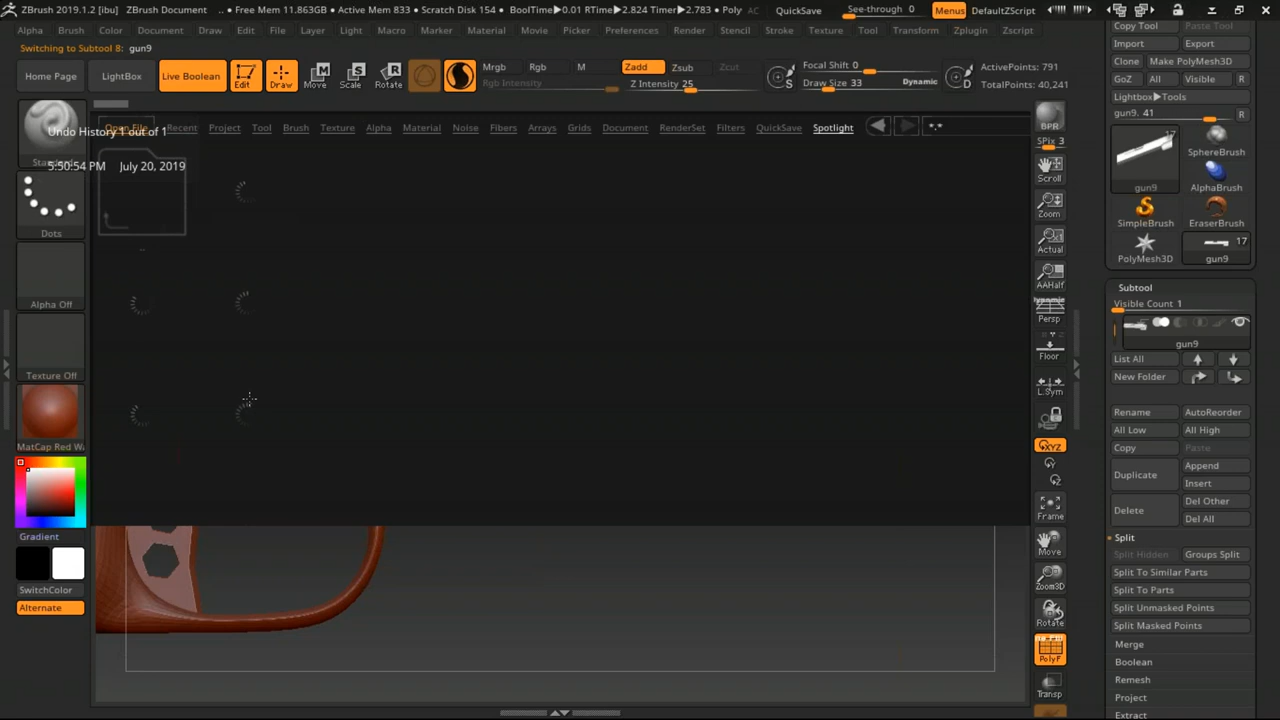 ZBrush 2019.1.2 [ibu] ZBrush Document .. • Free Mem 11.863GB • Active Mem 833 • Scratch Disk 154 • BoolTime▶0.01 RTime▶2.824 Timer▶2.783 • Poly AC QuickSave See-through 0 Menus DefaultZScript
Alpha Brush Color Document Draw Edit File Layer Light Macro Marker Material Movie Picker Preferences Render Stencil Stroke Texture Tool Transform Zplugin Zscript
Switching to Subtool 8: gun9
Home Page LightBox Live Boolean Edit Draw Move Scale Rotate
Mrgb Rgb M Zadd Zsub Zcut
Rgb Intensity Z Intensity 25
Focal Shift 0
Draw Size 33 Dynamic
S D
ActivePoints: 791
TotalPoints: 40,241
Open File Recent Project Tool Brush Texture Alpha Material Noise Fibers Arrays Grids Document RenderSet Filters QuickSave Spotlight *.*
Undo History 1 out of 1
5:50:54 PM July 20, 2019
Standard
Dots
Alpha Off
Texture Off
MatCap Red Wa
Gradient
SwitchColor
Alternate
BPR
SPix 3
Scroll
Zoom
Actual
AAHalf
Dynamic
Persp
Floor
L.Sym
XYZ
Frame
Move
Zoom3D
Rotate
PolyF
Transp
Copy Tool Paste Tool
Import Export
Clone Make PolyMesh3D
GoZ All Visible R
Lightbox▶Tools
gun9. 41 R
17
gun9
SphereBrush
AlphaBrush
SimpleBrush EraserBrush
17
PolyMesh3D gun9
Subtool
Visible Count 1
gun9
List All
New Folder
Rename AutoReorder
All Low All High
Copy Paste
Duplicate Append
Insert
Delete Del Other
Del All
Split
Split Hidden Groups Split
Split To Similar Parts
Split To Parts
Split Unmasked Points
Split Masked Points
Merge
Boolean
Remesh
Project
Extract